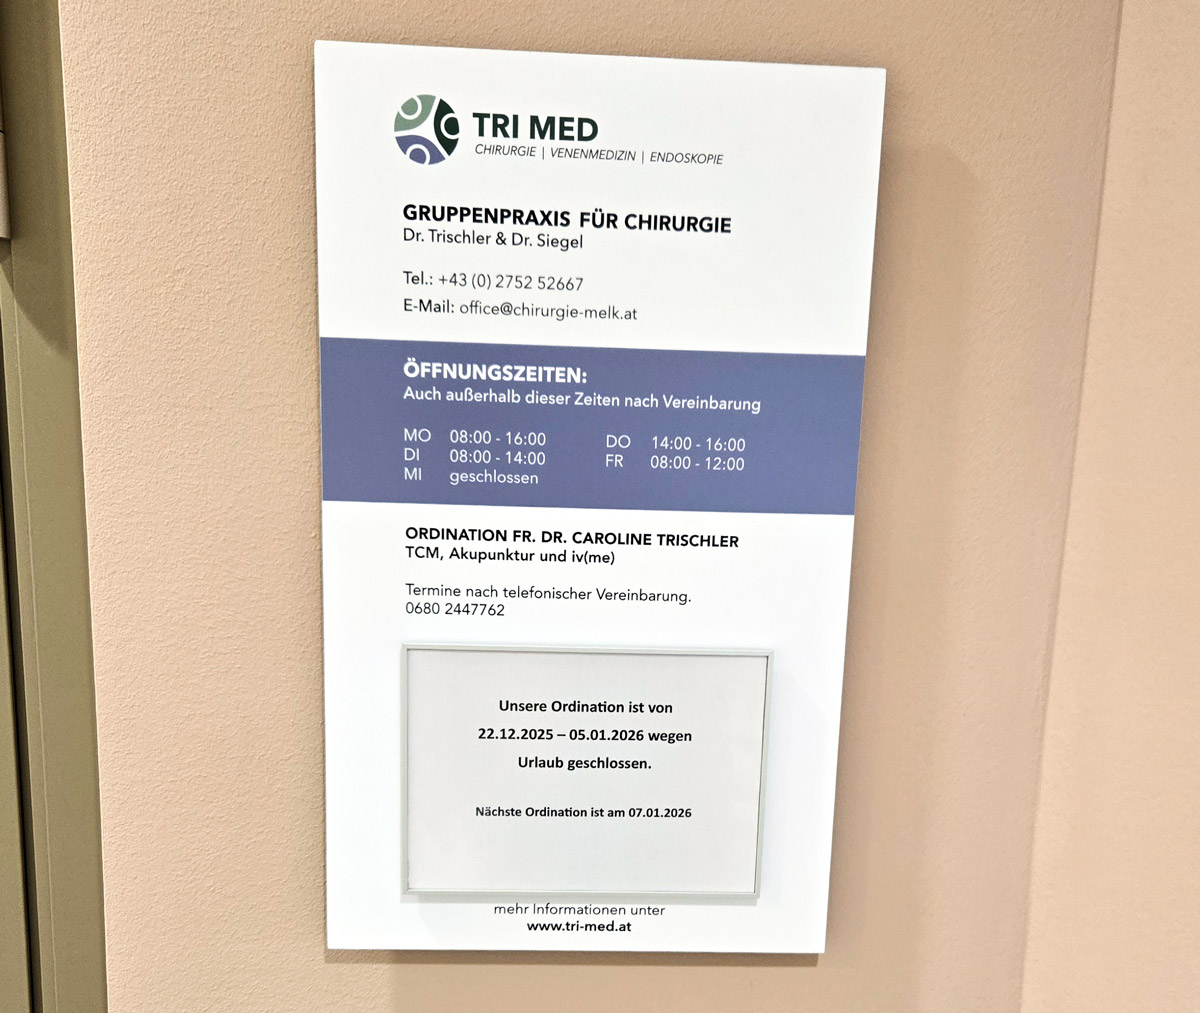 TRI MED
CHIRURGIE | VENENMEDIZIN | ENDOSKOPIE
GRUPPENPRAXIS FÜR CHIRURGIE
Dr. Trischler & Dr. Siegel
Tel.: +43 (0) 2752 52667
E-Mail: office@chirurgie-melk.at
ÖFFNUNGSZEITEN:
Auch außerhalb dieser Zeiten nach Vereinbarung
MO 08:00 - 16:00
DI 08:00 - 14:00
MI geschlossen
DO 14:00 - 16:00
FR 08:00 - 12:00
ORDINATION FR. DR. CAROLINE TRISCHLER
TCM, Akupunktur und iv(me)
Termine nach telefonischer Vereinbarung.
0680 2447762
Unsere Ordination ist von
22.12.2025 – 05.01.2026 wegen
Urlaub geschlossen.
Nächste Ordination ist am 07.01.2026
mehr Informationen unter
www.tri-med.at